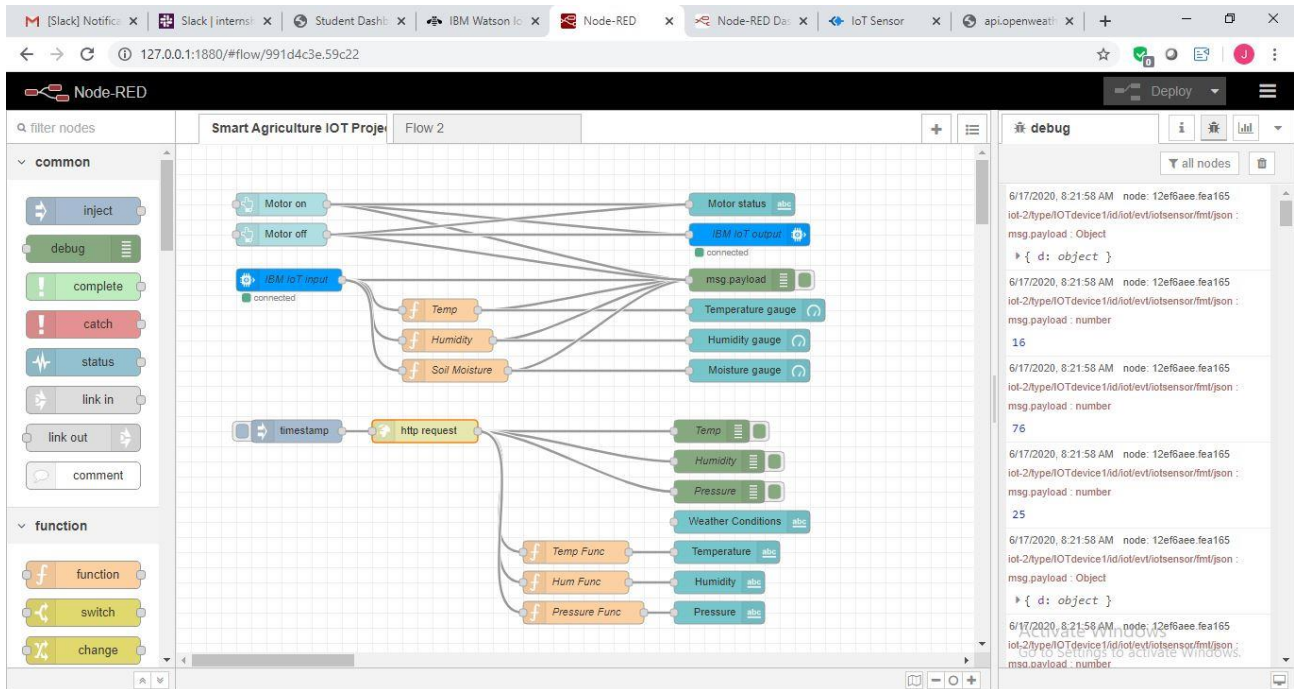 [Slack] Notifica
Slack | internsh
Student Dashb
IBM Watson Io
Node-RED
Node-RED Das
IoT Sensor
api.openweath
127.0.0.1:1880/#flow/991d4c3e.59c22
J
Node-RED
Deploy
filter nodes
Smart Agriculture IOT Proje
Flow 2
debug
all nodes
common
inject
debug
complete
catch
status
link in
link out
comment
function
function
switch
change
Motor on
Motor status
abc
Motor off
IBM IoT output
connected
IBM IoT input
connected
msg.payload
Temp
Temperature gauge
Humidity
Humidity gauge
Soil Moisture
Moisture gauge
timestamp
http request
Temp
Humidity
Pressure
Weather Conditions
abc
Temp Func
Temperature
abc
Hum Func
Humidity
abc
Pressure Func
Pressure
abc
6/17/2020, 8:21:58 AM node: 12ef6aee.fea165
iot-2/type/IOTdevice1/id/iot/evt/iotsensor/fmt/json :
msg.payload : Object
{ d: object }
6/17/2020, 8:21:58 AM node: 12ef6aee.fea165
iot-2/type/IOTdevice1/id/iot/evt/iotsensor/fmt/json :
msg.payload : number
16
6/17/2020, 8:21:58 AM node: 12ef6aee.fea165
iot-2/type/IOTdevice1/id/iot/evt/iotsensor/fmt/json :
msg.payload : number
76
6/17/2020, 8:21:58 AM node: 12ef6aee.fea165
iot-2/type/IOTdevice1/id/iot/evt/iotsensor/fmt/json :
msg.payload : number
25
6/17/2020, 8:21:58 AM node: 12ef6aee.fea165
iot-2/type/IOTdevice1/id/iot/evt/iotsensor/fmt/json :
msg.payload : Object
{ d: object }
6/17/2020, 8:21:58 AM node: 12ef6aee.fea165
iot-2/type/IOTdevice1/id/iot/evt/iotsensor/fmt/json :
msg.payload : number
Activate Windows
Go to Settings to activate Windows.